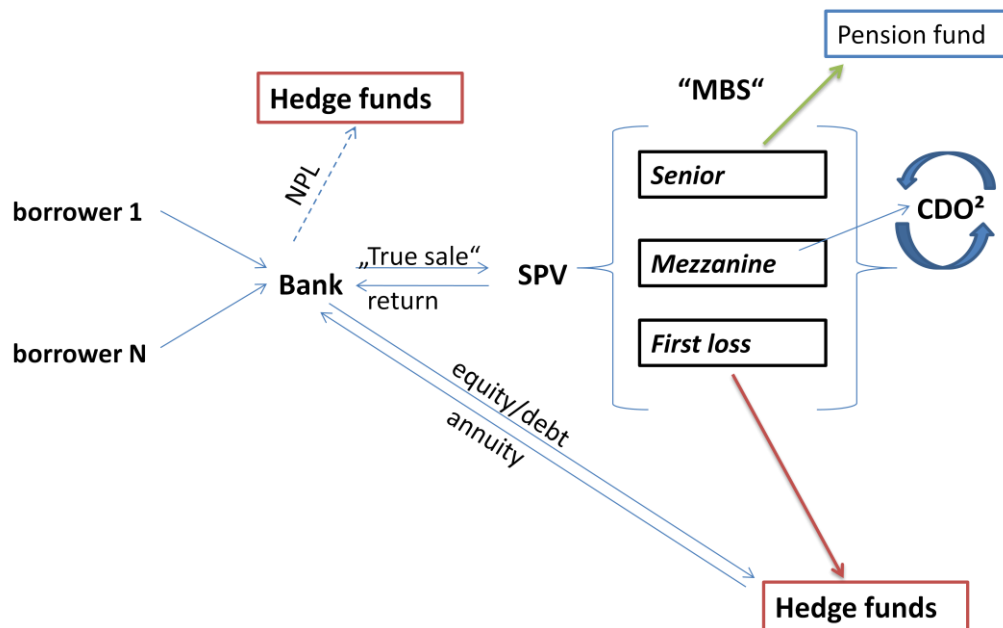 Pension fund
Hedge funds
“MBS“
NPL
Senior
borrower 1
CDO²
„True sale“
Bank
SPV
Mezzanine
return
borrower N
First loss
equity/debt
annuity
Hedge funds